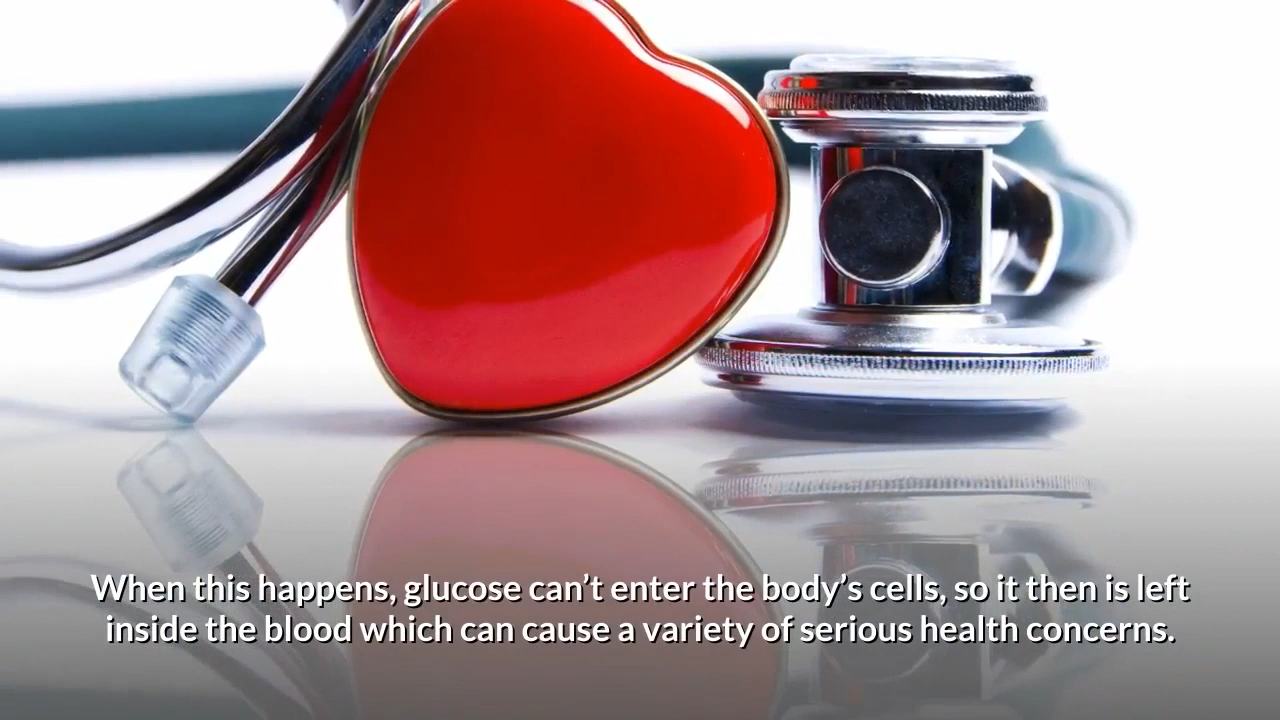 When this happens, glucose can’t enter the body’s cells, so it then is left
inside the blood which can cause a variety of serious health concerns.